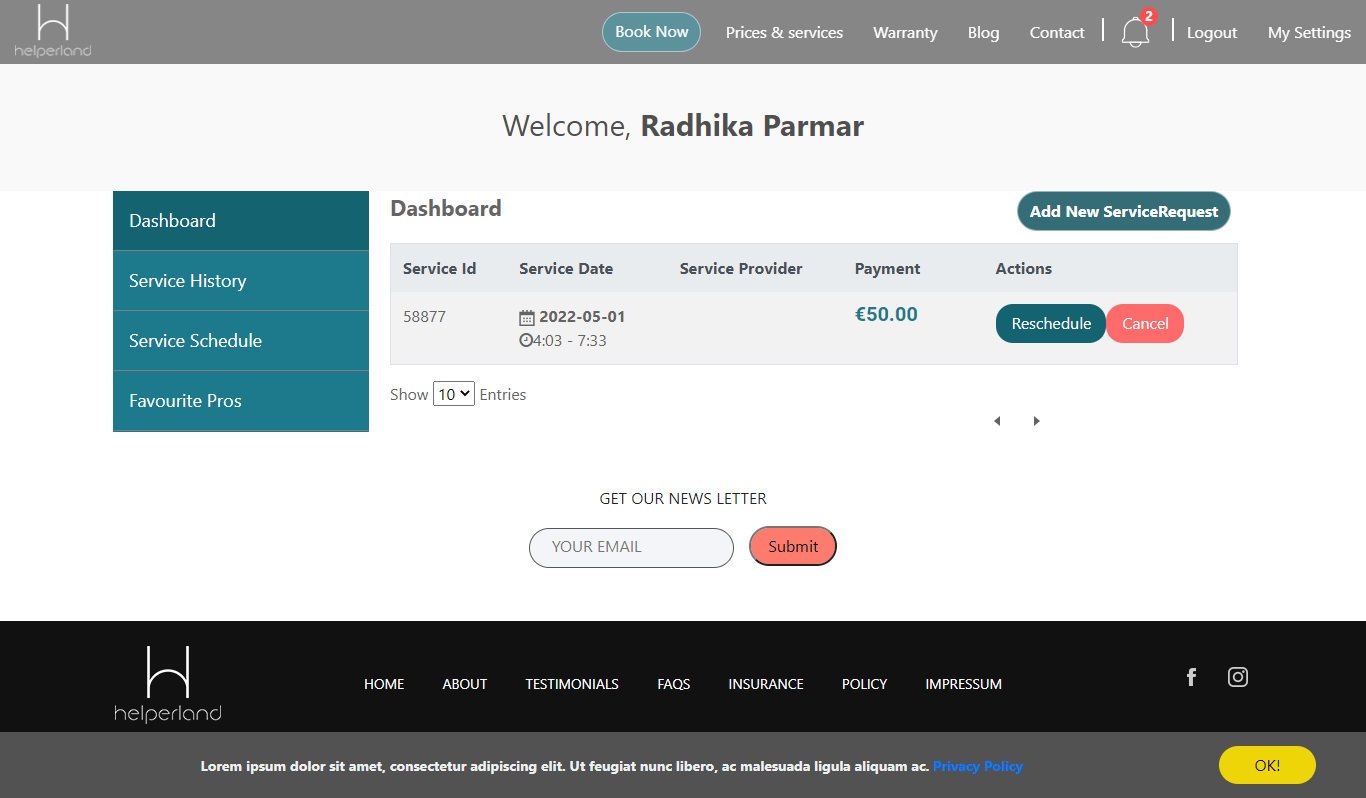 helperland
Book Now Prices & services Warranty Blog Contact 2 Logout My Settings
Welcome, Radhika Parmar
Dashboard
Service History
Service Schedule
Favourite Pros
Dashboard
Add New ServiceRequest
Service Id Service Date Service Provider Payment Actions
58877 2022-05-01 €50.00 Reschedule Cancel
4:03 - 7:33
Show 10 Entries
GET OUR NEWS LETTER
YOUR EMAIL Submit
helperland
HOME ABOUT TESTIMONIALS FAQS INSURANCE POLICY IMPRESSUM
Lorem ipsum dolor sit amet, consectetur adipiscing elit. Ut feugiat nunc libero, ac malesuada ligula aliquam ac. Privacy Policy OK!